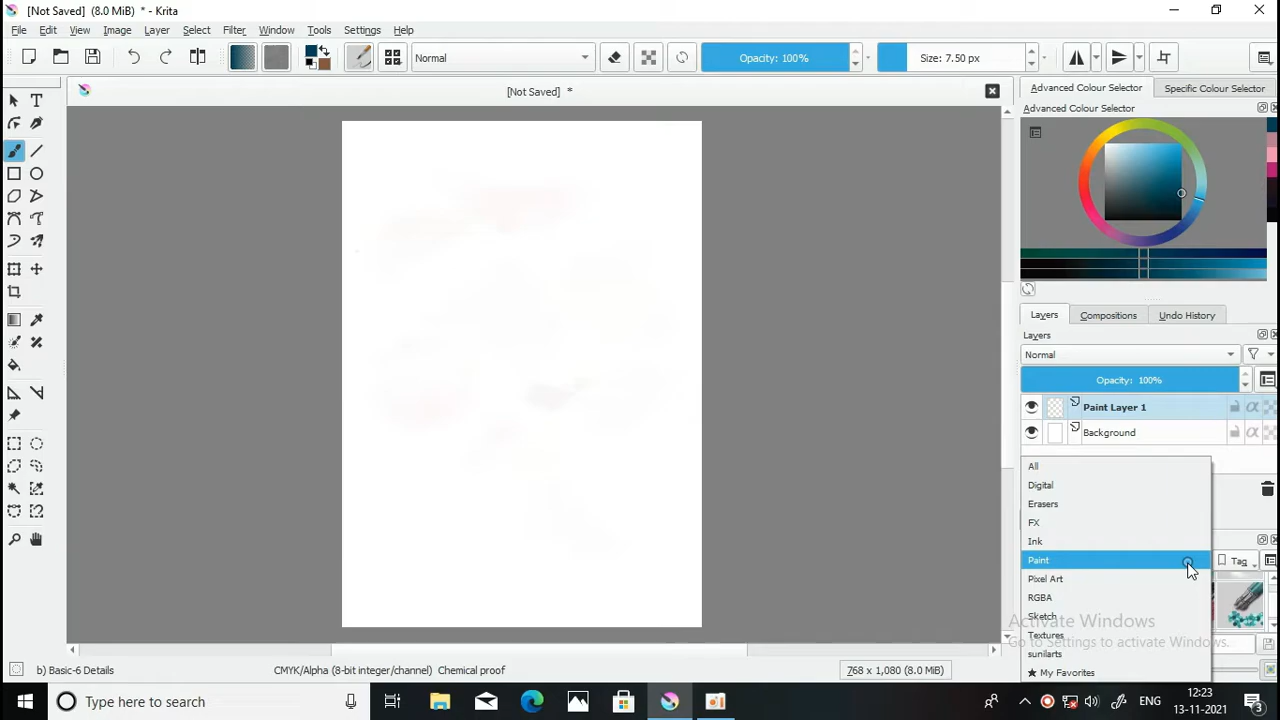 [Not Saved] (8.0 MiB) * - Krita
File Edit View Image Layer Select Filter Window Tools Settings Help
Normal Opacity: 100% Size: 7.50 px
[Not Saved] *
Advanced Colour Selector Specific Colour Selector
Advanced Colour Selector
Layers Compositions Undo History
Layers
Normal
Opacity: 100%
Paint Layer 1
Background
All
Digital
Erasers
FX
Ink
Paint
Tag
Pixel Art
RGBA
Sketch
Textures
sunilarts
★ My Favorites
Activate Windows
Go to Settings to activate Windows.
b) Basic-6 Details CMYK/Alpha (8-bit integer/channel) Chemical proof 768 x 1,080 (8.0 MiB)
Type here to search
ENG
12:23
13-11-2021
3